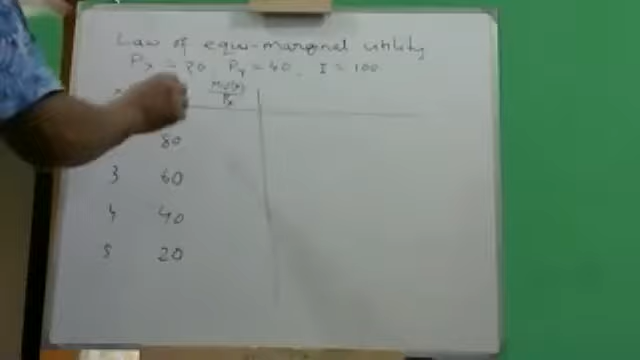 Law of equi-marginal utility
Px = 20, Py = 40, I = 100
MU(x)
Px
80
3 60
4 40
5 20